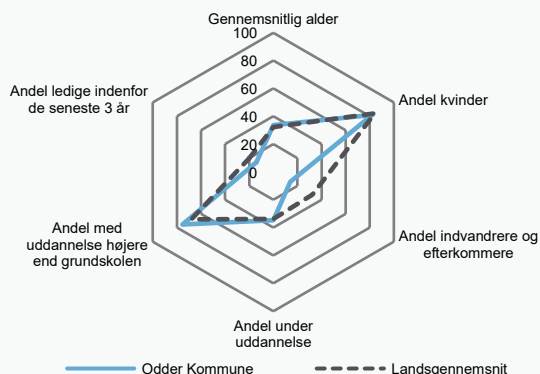 Gennemsnitlig alder
100
80
60
40
20
0
Andel kvinder
Andel indvandrere og
efterkommere
Andel under
uddannelse
Andel med
uddannelse højere
end grundskolen
Andel ledige indenfor
de seneste 3 år
Odder Kommune
Landsgennemsnit